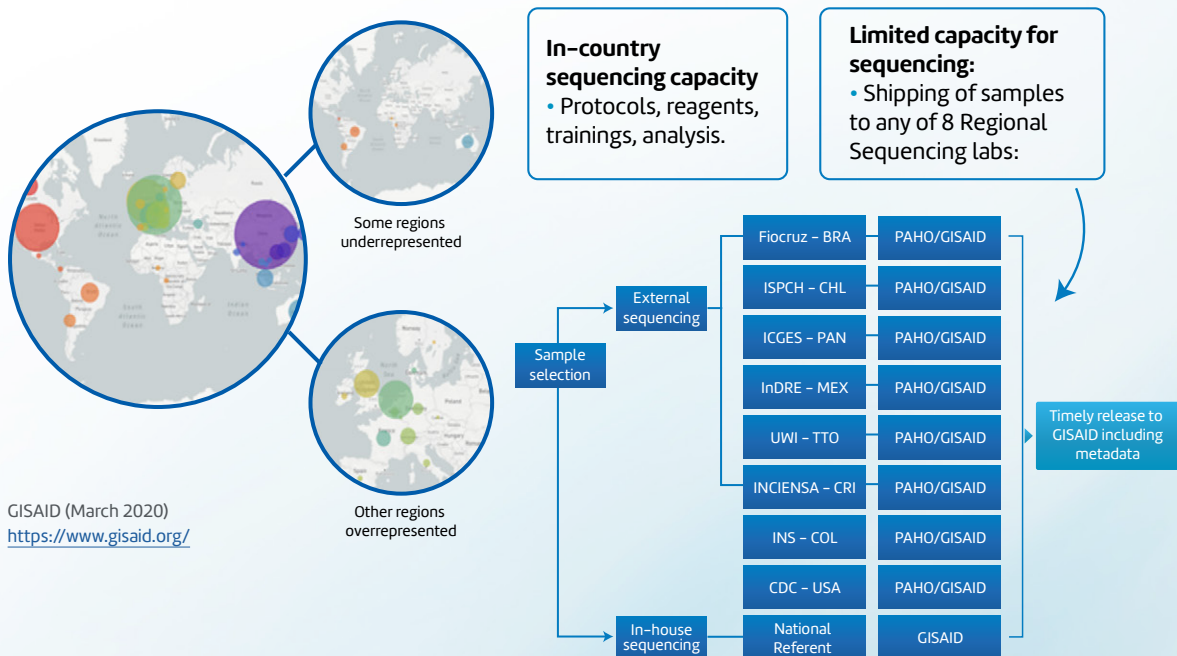 In-country
sequencing capacity
• Protocols, reagents,
trainings, analysis.
Limited capacity for
sequencing:
• Shipping of samples
to any of 8 Regional
Sequencing labs:
Some regions
underrepresented
Other regions
overrepresented
GISAID (March 2020)
https://www.gisaid.org/
Sample
selection
External
sequencing
Fiocruz – BRA
PAHO/GISAID
ISPCH – CHL
PAHO/GISAID
ICGES – PAN
PAHO/GISAID
InDRE – MEX
PAHO/GISAID
UWI – TTO
PAHO/GISAID
INCIENSA – CRI
PAHO/GISAID
INS – COL
PAHO/GISAID
CDC – USA
PAHO/GISAID
In-house
sequencing
National
Referent
GISAID
Timely release to
GISAID including
metadata